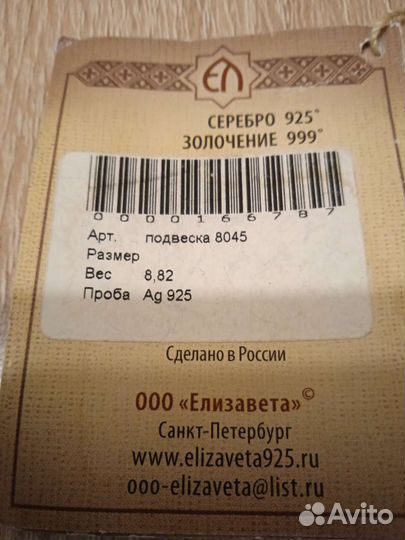 ЕЛ
СЕРЕБРО 925°
ЗОЛОЧЕНИЕ 999°
0000166787
Арт. подвеска 8045
Размер
Вес 8,82
Проба Ag 925
Сделано в России
ООО «Елизавета»©
Санкт-Петербург
www.elizaveta925.ru
ooo-elizaveta@list.ru
Avito